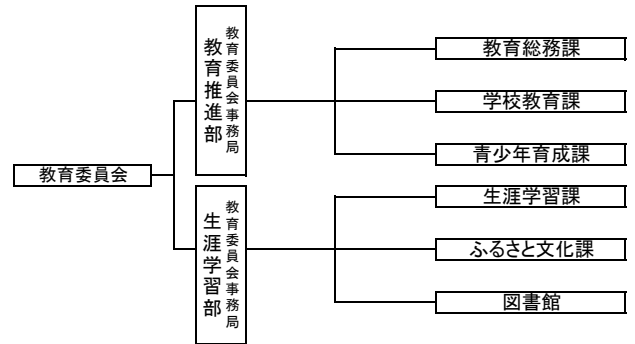 教育委員会
教育委員会事務局
教育推進部
教育総務課
学校教育課
青少年育成課
教育委員会事務局
生涯学習部
生涯学習課
ふるさと文化課
図書館